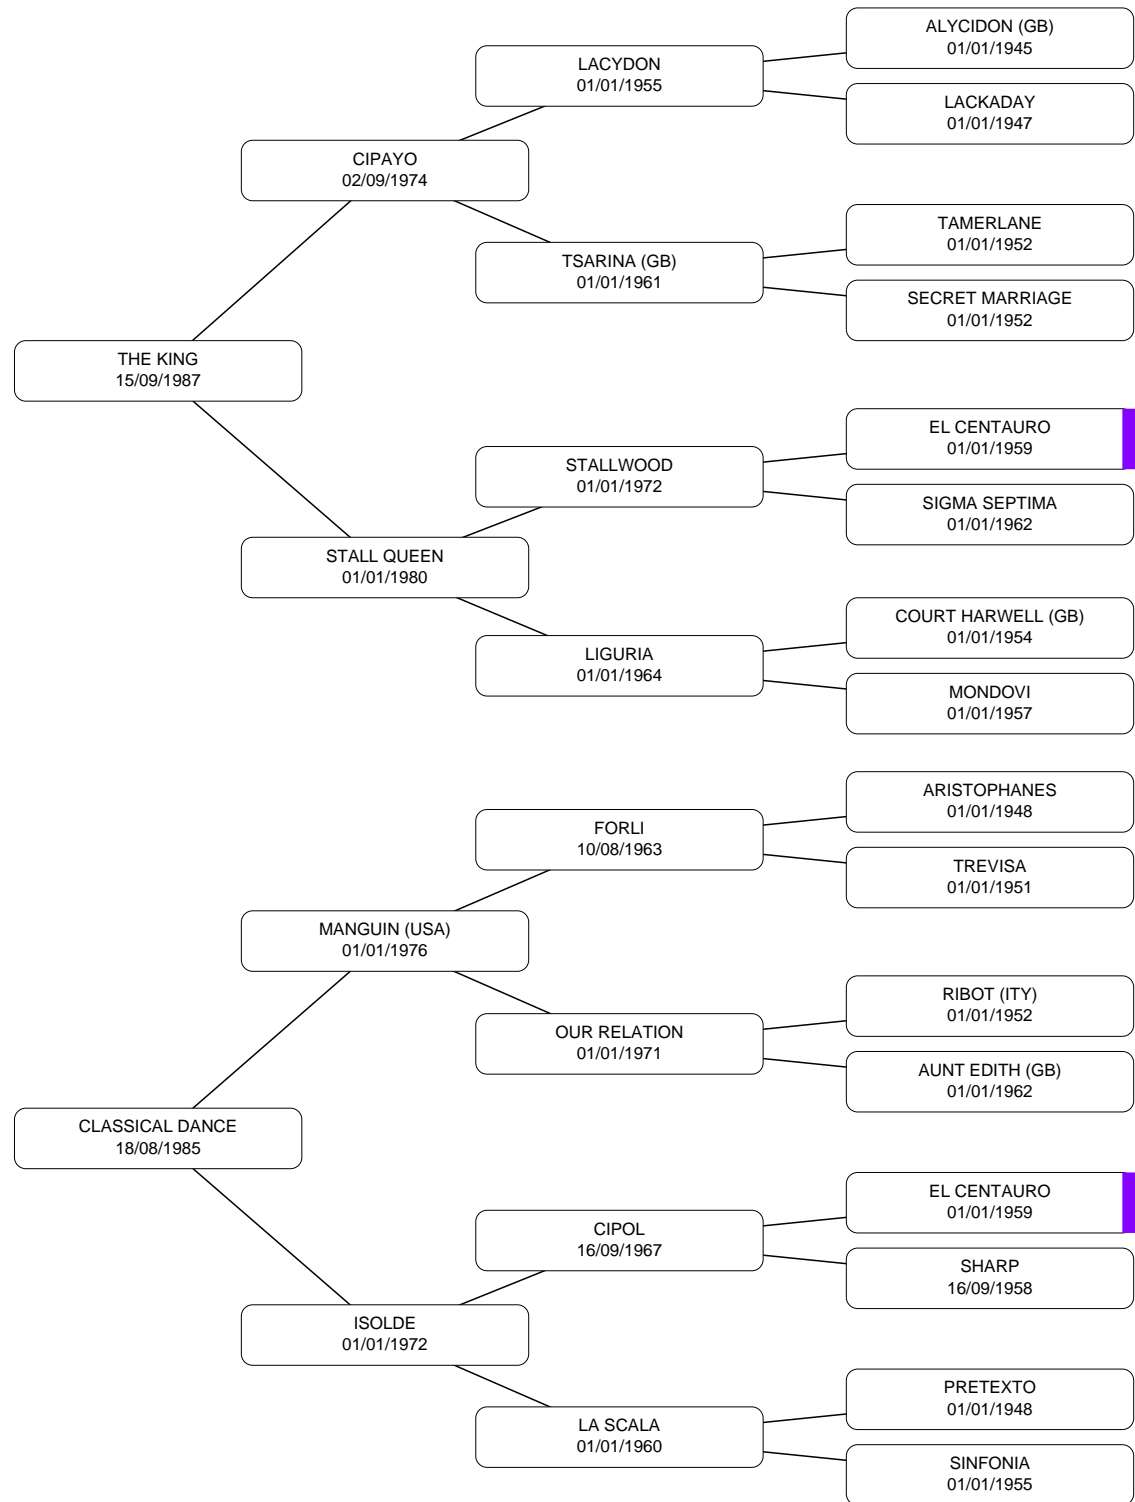 ALYCIDON (GB)
01/01/1945
LACYDON
01/01/1955
LACKADAY
01/01/1947
CIPAYO
02/09/1974
TAMERLANE
01/01/1952
TSARINA (GB)
01/01/1961
SECRET MARRIAGE
01/01/1952
THE KING
15/09/1987
EL CENTAURO
01/01/1959
STALLWOOD
01/01/1972
SIGMA SEPTIMA
01/01/1962
STALL QUEEN
01/01/1980
COURT HARWELL (GB)
01/01/1954
LIGURIA
01/01/1964
MONDOVI
01/01/1957
ARISTOPHANES
01/01/1948
FORLI
10/08/1963
TREVISA
01/01/1951
MANGUIN (USA)
01/01/1976
RIBOT (ITY)
01/01/1952
OUR RELATION
01/01/1971
AUNT EDITH (GB)
01/01/1962
CLASSICAL DANCE
18/08/1985
EL CENTAURO
01/01/1959
CIPOL
16/09/1967
SHARP
16/09/1958
ISOLDE
01/01/1972
PRETEXTO
01/01/1948
LA SCALA
01/01/1960
SINFONIA
01/01/1955